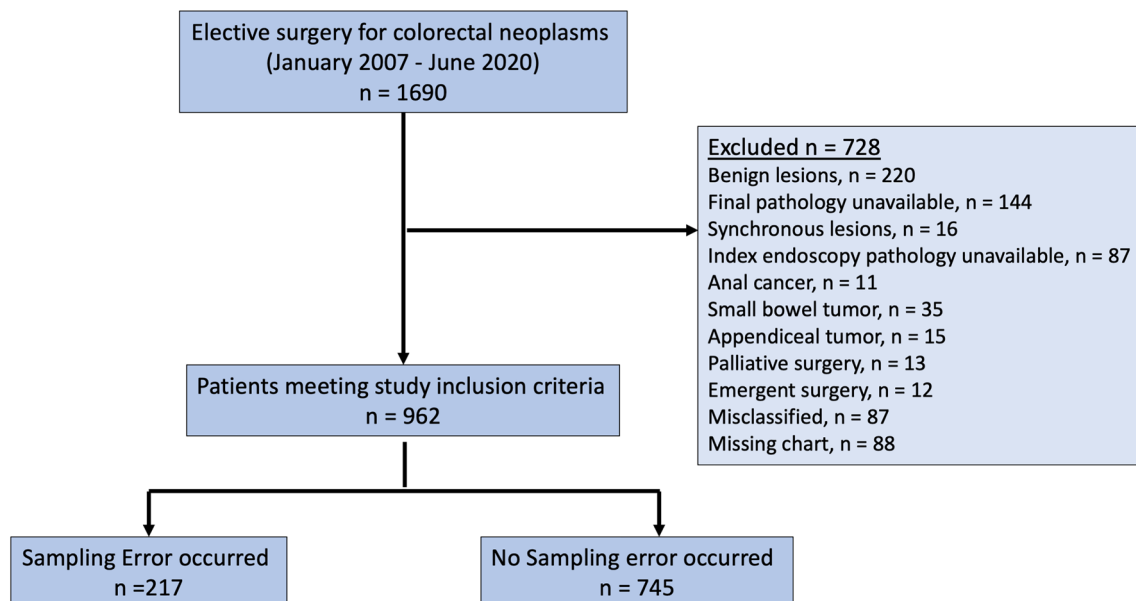 Elective surgery for colorectal neoplasms
(January 2007 - June 2020)
n = 1690
Excluded n = 728
Benign lesions, n = 220
Final pathology unavailable, n = 144
Synchronous lesions, n = 16
Index endoscopy pathology unavailable, n = 87
Anal cancer, n = 11
Small bowel tumor, n = 35
Appendiceal tumor, n = 15
Palliative surgery, n = 13
Emergent surgery, n = 12
Misclassified, n = 87
Missing chart, n = 88
Patients meeting study inclusion criteria
n = 962
Sampling Error occurred
n =217
No Sampling error occurred
n = 745